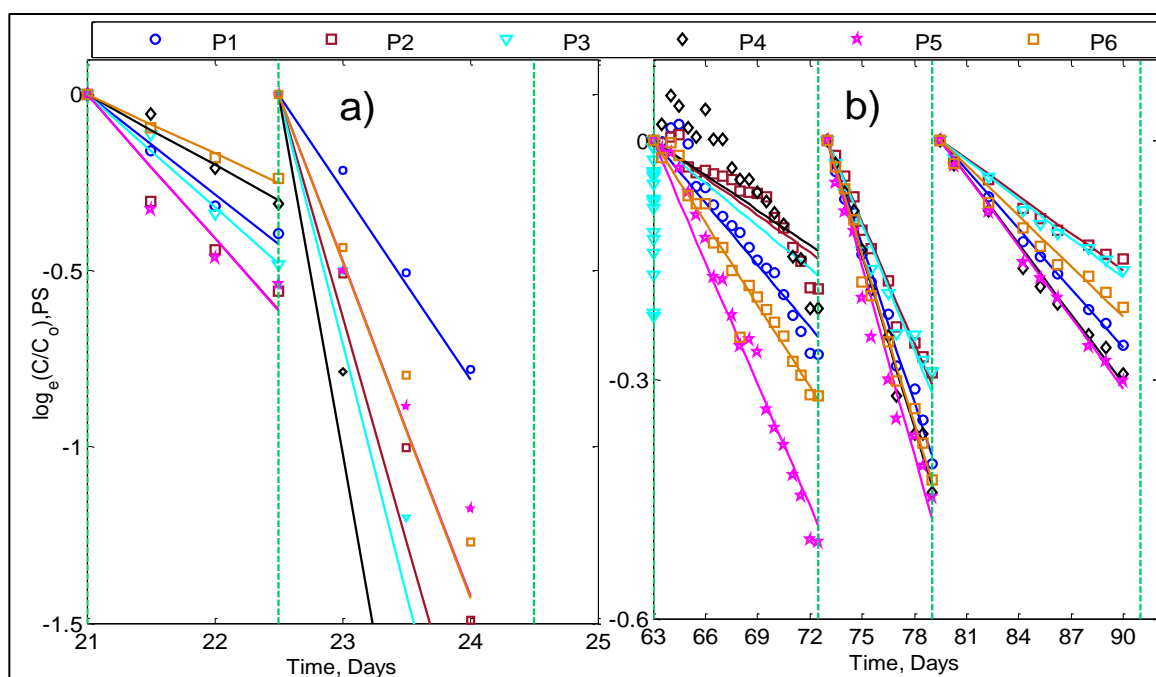 P1 P2 P3 P4 P5 P6
a) b)
log_e(C/C_o),PS
0
-0.5
-1
-1.5
21 22 23 24 25
Time, Days
0
-0.3
-0.6
63 66 69 72 75 78 81 84 87 90
Time, Days